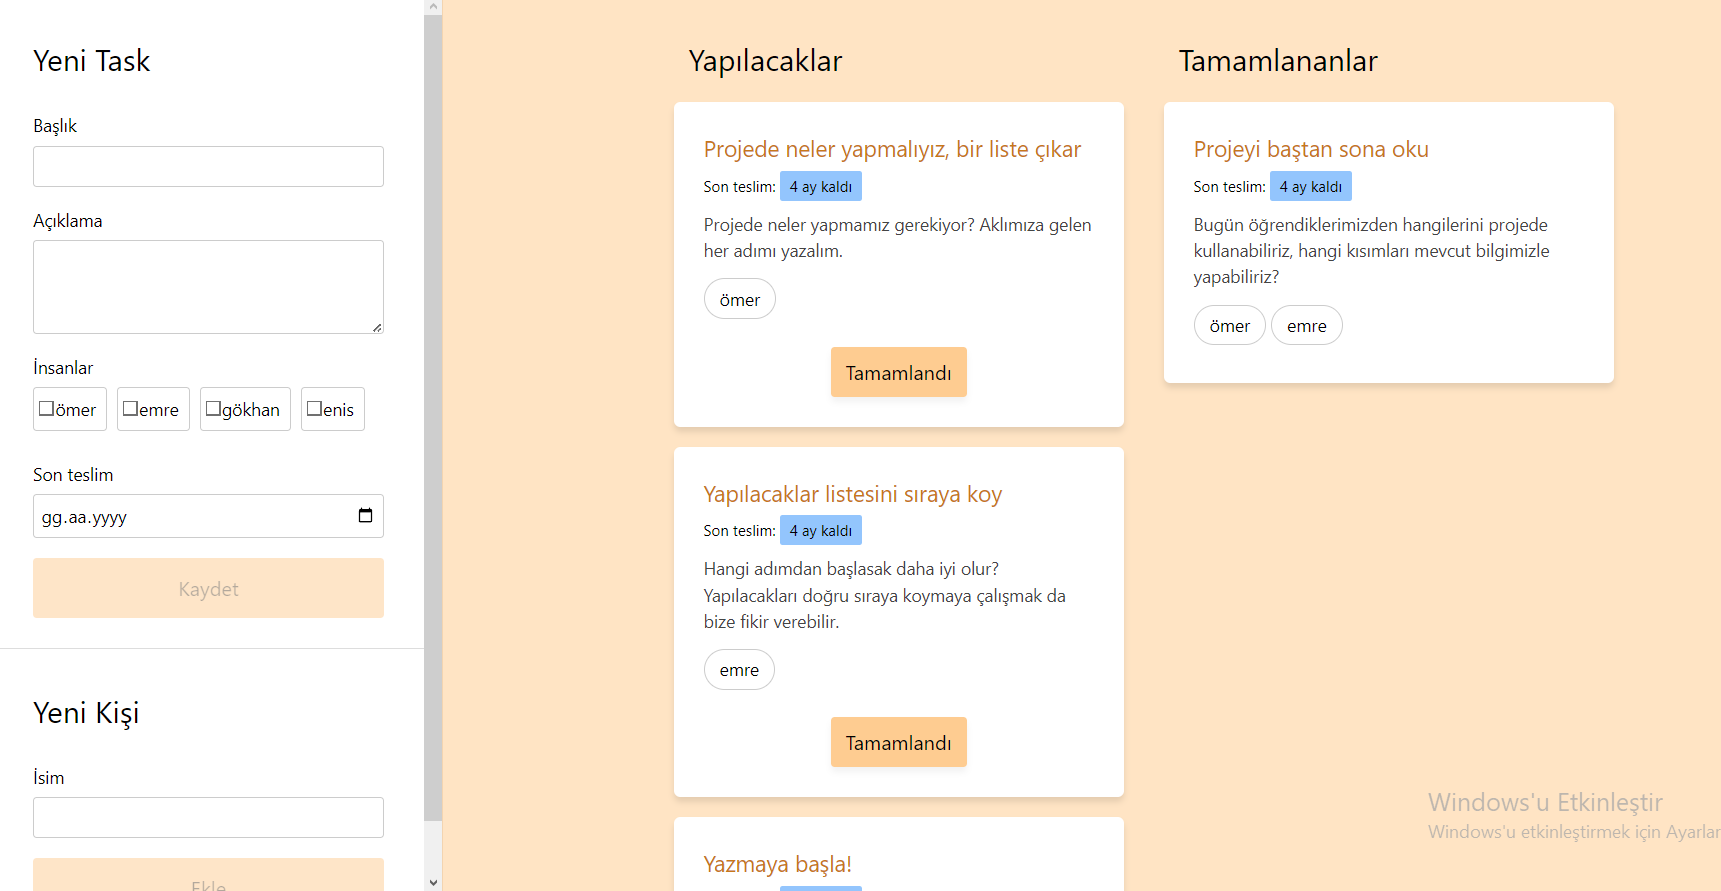 Yeni Task
Başlık
Açıklama
İnsanlar
ömer
emre
gökhan
enis
Son teslim
gg.aa.yyyy
Kaydet
Yeni Kişi
İsim
Ekle
Yapılacaklar
Projede neler yapmalıyız, bir liste çıkar
Son teslim: 4 ay kaldı
Projede neler yapmamız gerekiyor? Aklımıza gelen
her adımı yazalım.
ömer
Tamamlandı
Yapılacaklar listesini sıraya koy
Son teslim: 4 ay kaldı
Hangi adımdan başlasak daha iyi olur?
Yapılacakları doğru sıraya koymaya çalışmak da
bize fikir verebilir.
emre
Tamamlandı
Yazmaya başla!
Tamamlananlar
Projeyi baştan sona oku
Son teslim: 4 ay kaldı
Bugün öğrendiklerimizden hangilerini projede
kullanabiliriz, hangi kısımları mevcut bilgimizle
yapabiliriz?
ömer
emre
Windows'u Etkinleştir
Windows'u etkinleştirmek için Ayarlar